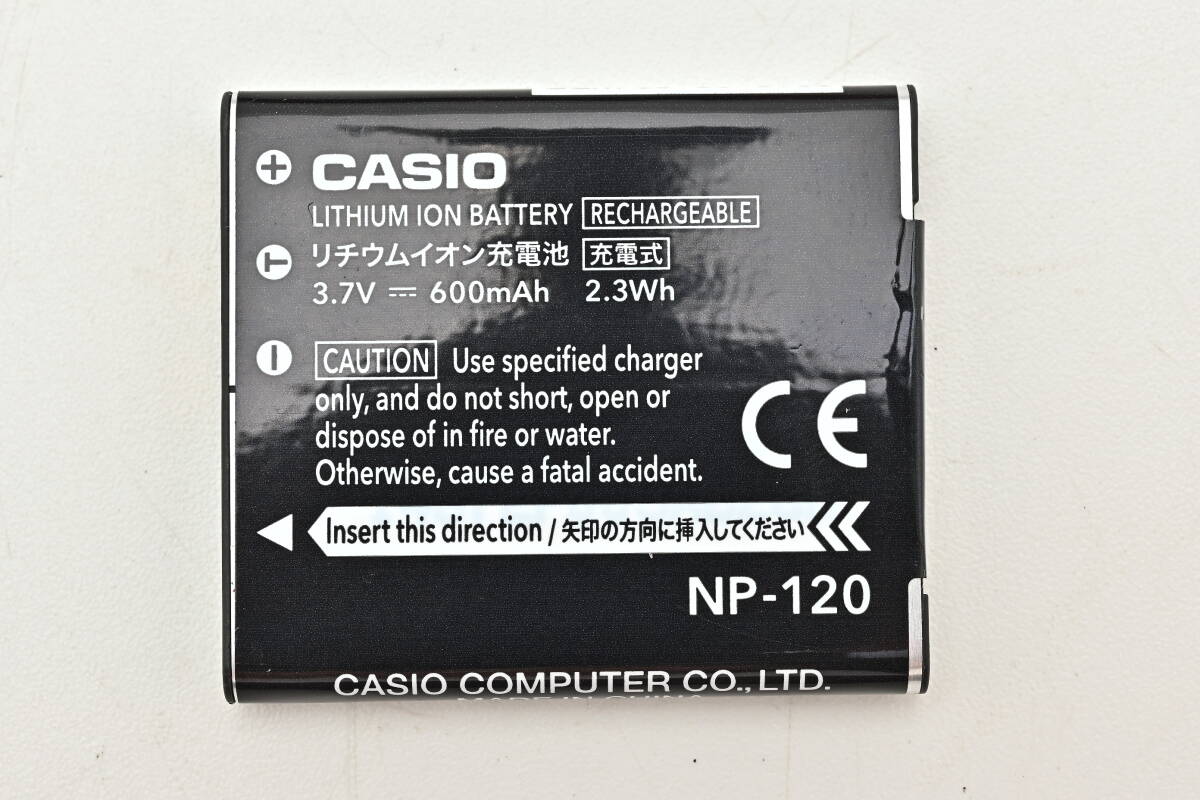 + CASIO
LITHIUM ION BATTERY RECHARGEABLE
T リチウムイオン充電池 充電式
3.7V ⎓ 600mAh 2.3Wh
− CAUTION Use specified charger
only, and do not short, open or
dispose of in fire or water.
Otherwise, cause a fatal accident.
CE
Insert this direction / 矢印の方向に挿入してください
NP-120
CASIO COMPUTER CO., LTD.
MADE IN CHINA